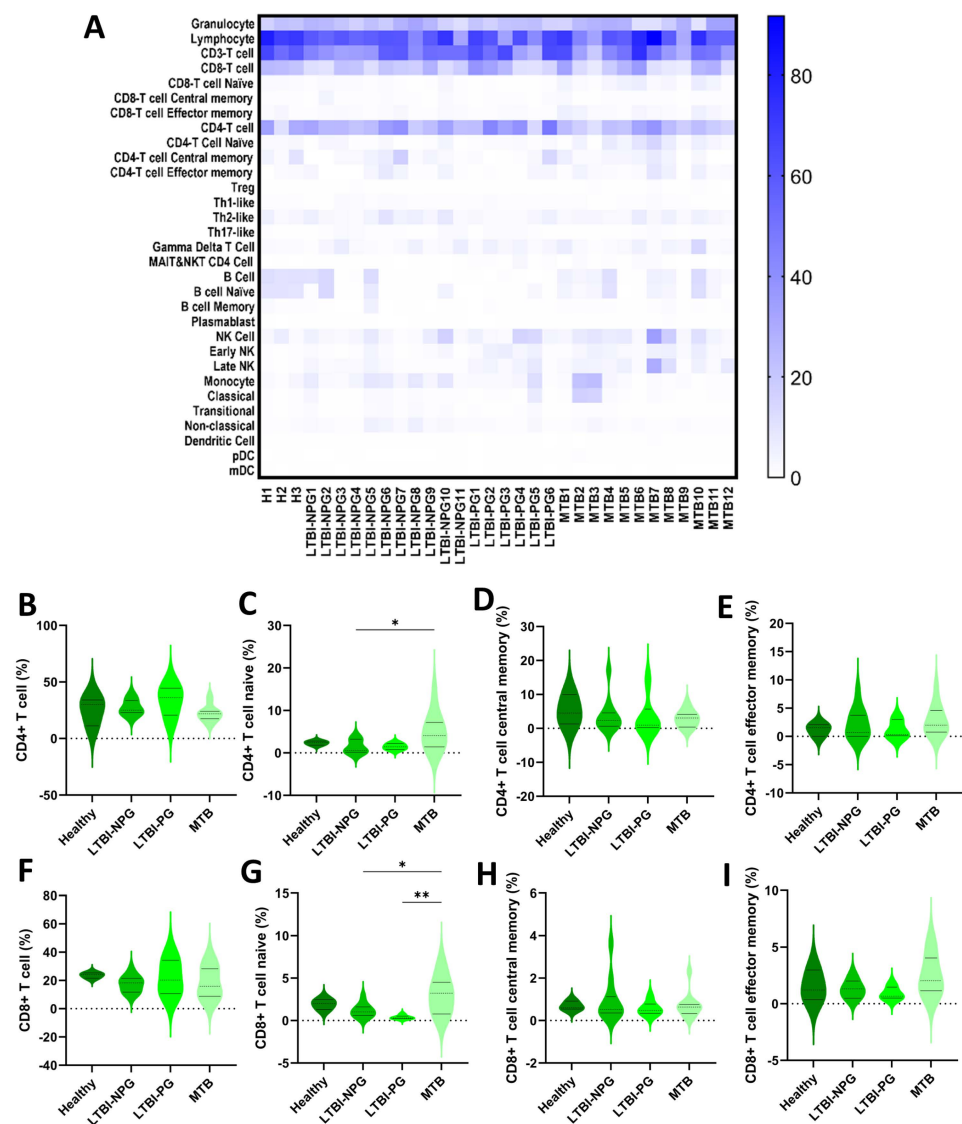 A
Granulocyte
Lymphocyte
CD3-T cell
CD8-T cell
CD8-T cell Naïve
CD8-T cell Central memory
CD8-T cell Effector memory
CD4-T cell
CD4-T Cell Naïve
CD4-T cell Central memory
CD4-T cell Effector memory
Treg
Th1-like
Th2-like
Th17-like
Gamma Delta T Cell
MAIT&NKT CD4 Cell
B Cell
B cell Naïve
B cell Memory
Plasmablast
NK Cell
Early NK
Late NK
Monocyte
Classical
Transitional
Non-classical
Dendritic Cell
pDC
mDC
80
60
40
20
0
H1
H2
H3
LTBI-NPG1
LTBI-NPG2
LTBI-NPG3
LTBI-NPG4
LTBI-NPG5
LTBI-NPG6
LTBI-NPG7
LTBI-NPG8
LTBI-NPG9
LTBI-NPG10
LTBI-NPG11
LTBI-PG1
LTBI-PG2
LTBI-PG3
LTBI-PG4
LTBI-PG5
LTBI-PG6
MTB1
MTB2
MTB3
MTB4
MTB5
MTB6
MTB7
MTB8
MTB9
MTB10
MTB11
MTB12
B
CD4+ T cell (%)
100
50
0
-50
Healthy
LTBI-NPG
LTBI-PG
MTB
C
CD4+ T cell naive (%)
30
20
10
0
-10
*
Healthy
LTBI-NPG
LTBI-PG
MTB
D
CD4+ T cell central memory (%)
30
20
10
0
-10
-20
Healthy
LTBI-NPG
LTBI-PG
MTB
E
CD4+ T cell effector memory (%)
20
15
10
5
0
-5
-10
Healthy
LTBI-NPG
LTBI-PG
MTB
F
CD8+ T cell (%)
80
60
40
20
0
-20
-40
Healthy
LTBI-NPG
LTBI-PG
MTB
G
CD8+ T cell naive (%)
15
10
5
0
-5
*
**
Healthy
LTBI-NPG
LTBI-PG
MTB
H
CD8+ T cell central memory (%)
6
4
2
0
-2
Healthy
LTBI-NPG
LTBI-PG
MTB
I
CD8+ T cell effector memory (%)
10
5
0
-5
Healthy
LTBI-NPG
LTBI-PG
MTB